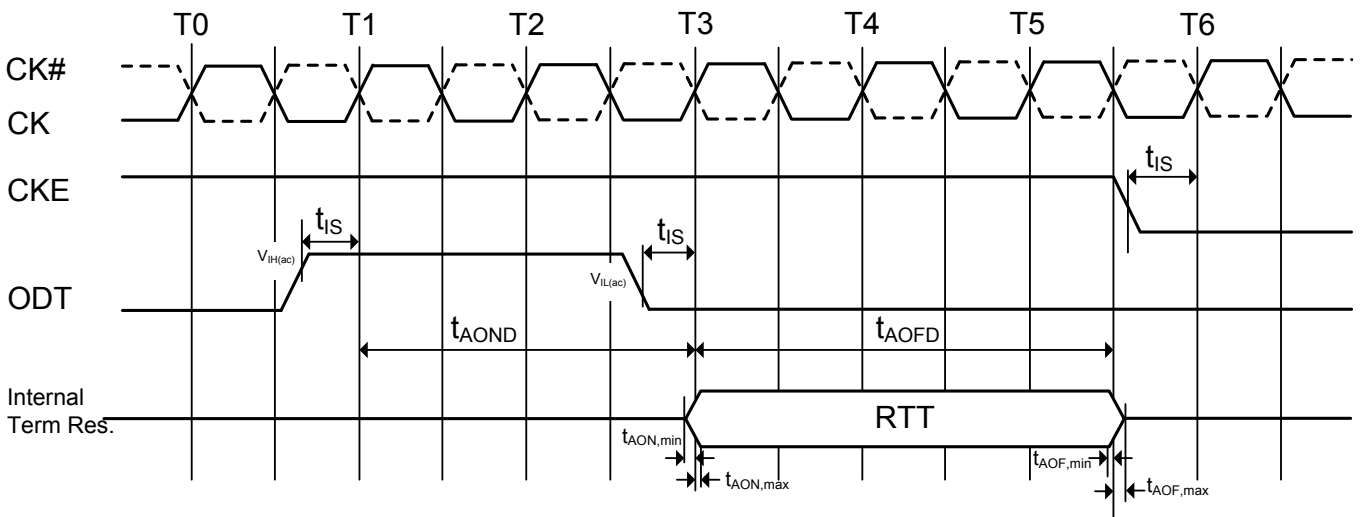 T0 T1 T2 T3 T4 T5 T6
CK#
CK
CKE
tIS
tIS
tIS
VIH(ac)
VIL(ac)
ODT
tAOND
tAOFD
Internal
Term Res.
RTT
tAON,min
tAOF,min
tAON,max
tAOF,max